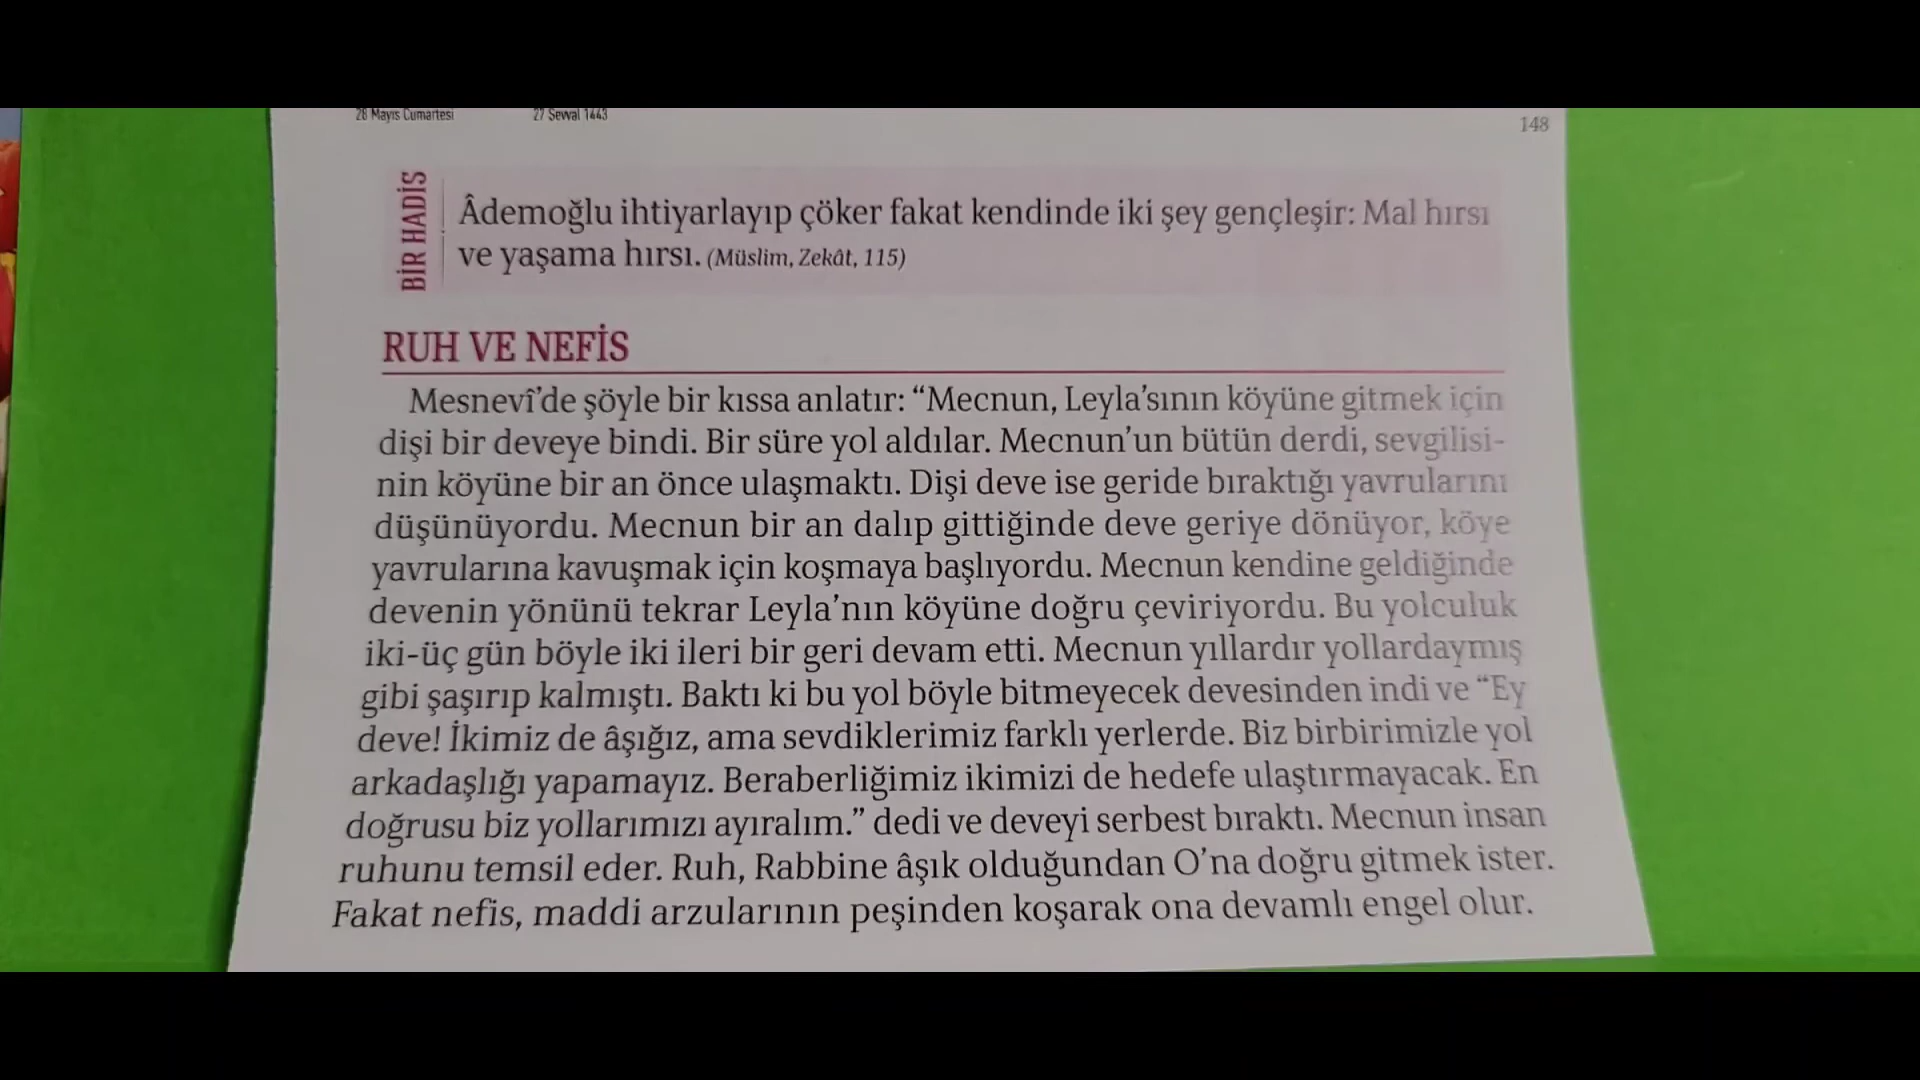 28 Mayıs Cumartesi 27 Şevval 1443
148
BİR HADİS
Âdemoğlu ihtiyarlayıp çöker fakat kendinde iki şey gençleşir: Mal hırsı
ve yaşama hırsı. (Müslim, Zekât, 115)
RUH VE NEFİS
Mesnevî’de şöyle bir kıssa anlatır: “Mecnun, Leyla’sının köyüne gitmek için
dişi bir deveye bindi. Bir süre yol aldılar. Mecnun’un bütün derdi, sevgilisi-
nin köyüne bir an önce ulaşmaktı. Dişi deve ise geride bıraktığı yavrularını
düşünüyordu. Mecnun bir an dalıp gittiğinde deve geriye dönüyor, köye
yavrularına kavuşmak için koşmaya başlıyordu. Mecnun kendine geldiğinde
devenin yönünü tekrar Leyla’nın köyüne doğru çeviriyordu. Bu yolculuk
iki-üç gün böyle iki ileri bir geri devam etti. Mecnun yıllardır yollardaymış
gibi şaşırıp kalmıştı. Baktı ki bu yol böyle bitmeyecek devesinden indi ve “Ey
deve! İkimiz de âşığız, ama sevdiklerimiz farklı yerlerde. Biz birbirimizle yol
arkadaşlığı yapamayız. Beraberliğimiz ikimizi de hedefe ulaştırmayacak. En
doğrusu biz yollarımızı ayıralım.” dedi ve deveyi serbest bıraktı. Mecnun insan
ruhunu temsil eder. Ruh, Rabbine âşık olduğundan O’na doğru gitmek ister.
Fakat nefis, maddi arzularının peşinden koşarak ona devamlı engel olur.